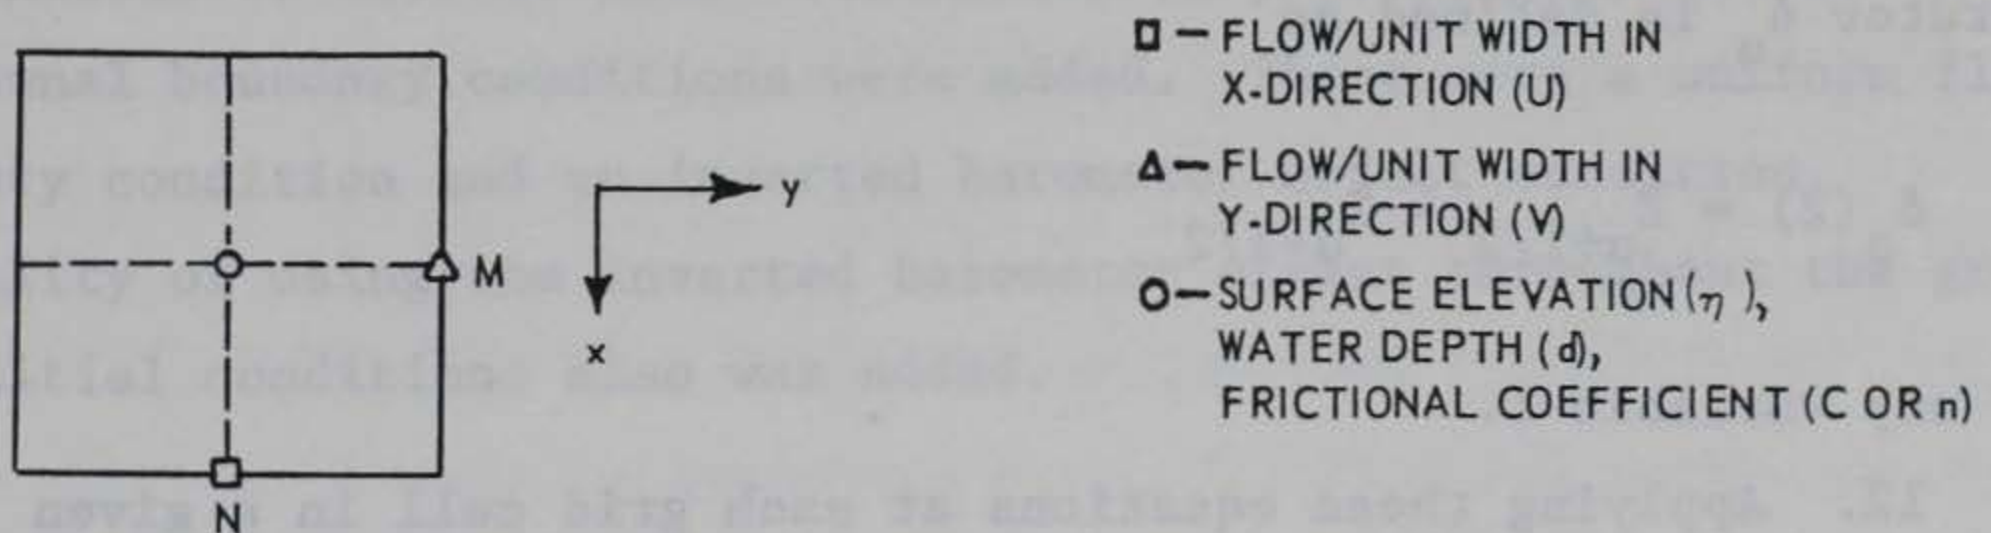 M
N
y
x
□ — FLOW/UNIT WIDTH IN
X-DIRECTION (U)
Δ — FLOW/UNIT WIDTH IN
Y-DIRECTION (V)
O — SURFACE ELEVATION (η),
WATER DEPTH (d),
FRICTIONAL COEFFICIENT (C OR n)